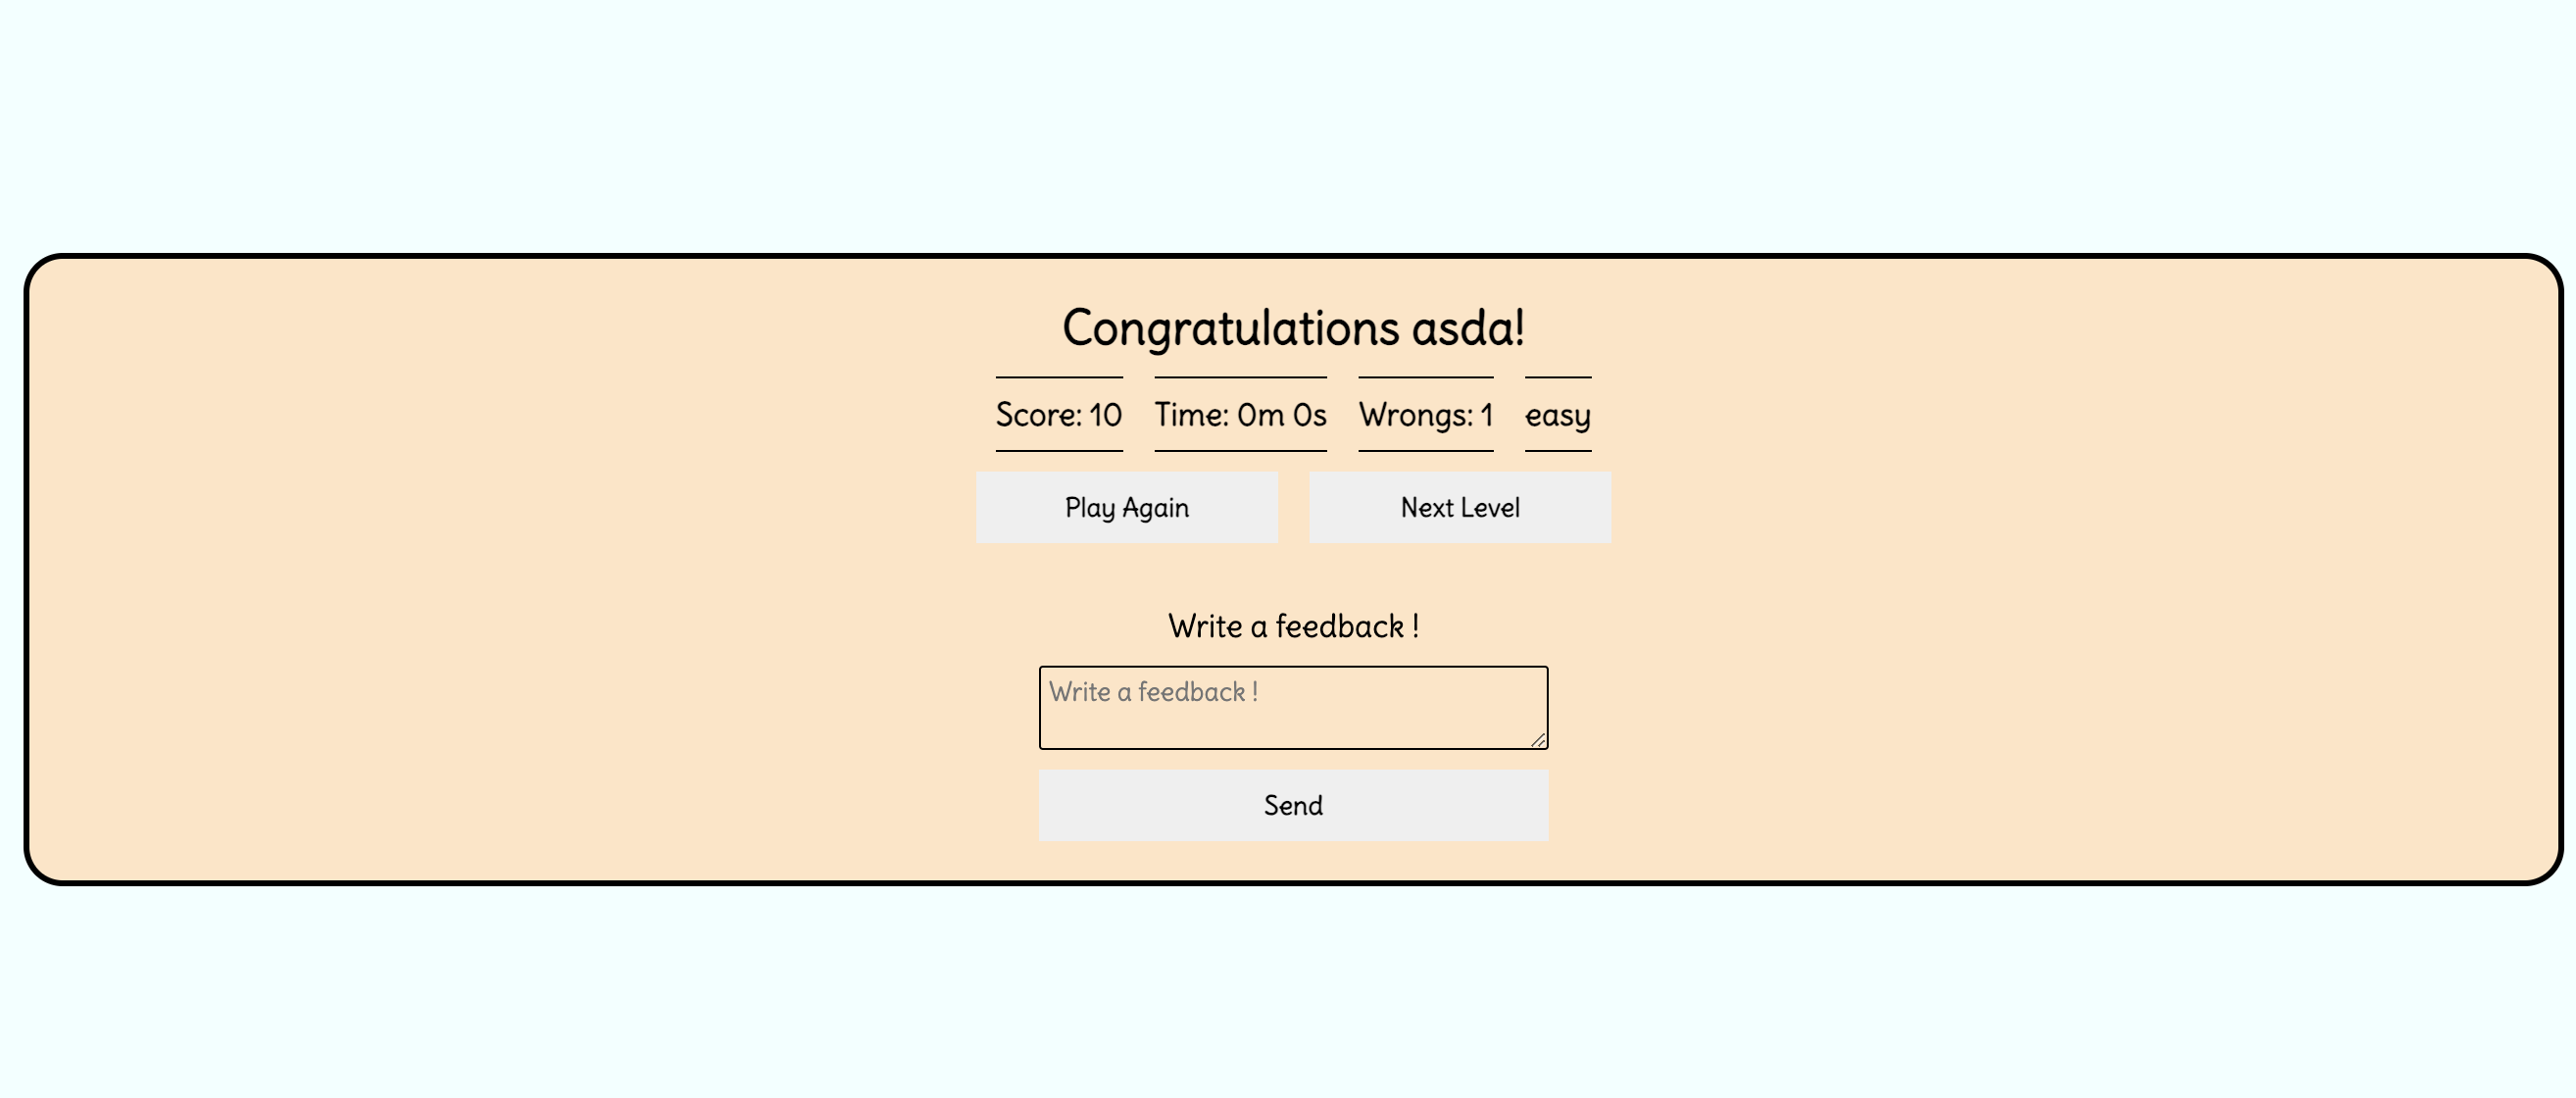 Congratulations asda!
Score: 10 Time: 0m 0s Wrongs: 1 easy
Play Again Next Level
Write a feedback !
Write a feedback !
Send